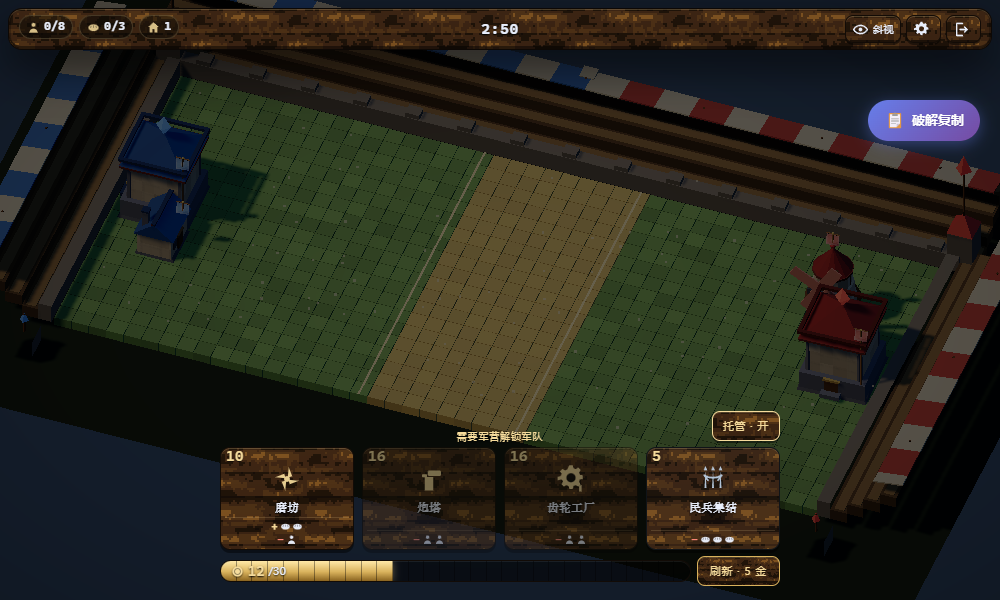 0/8
0/3
1
2:50
斜视
破解复制
托管 · 开
需要军营解锁军队
10
磨坊
16
炮塔
16
齿轮工厂
5
民兵集结
12/30
刷新 · 5 金